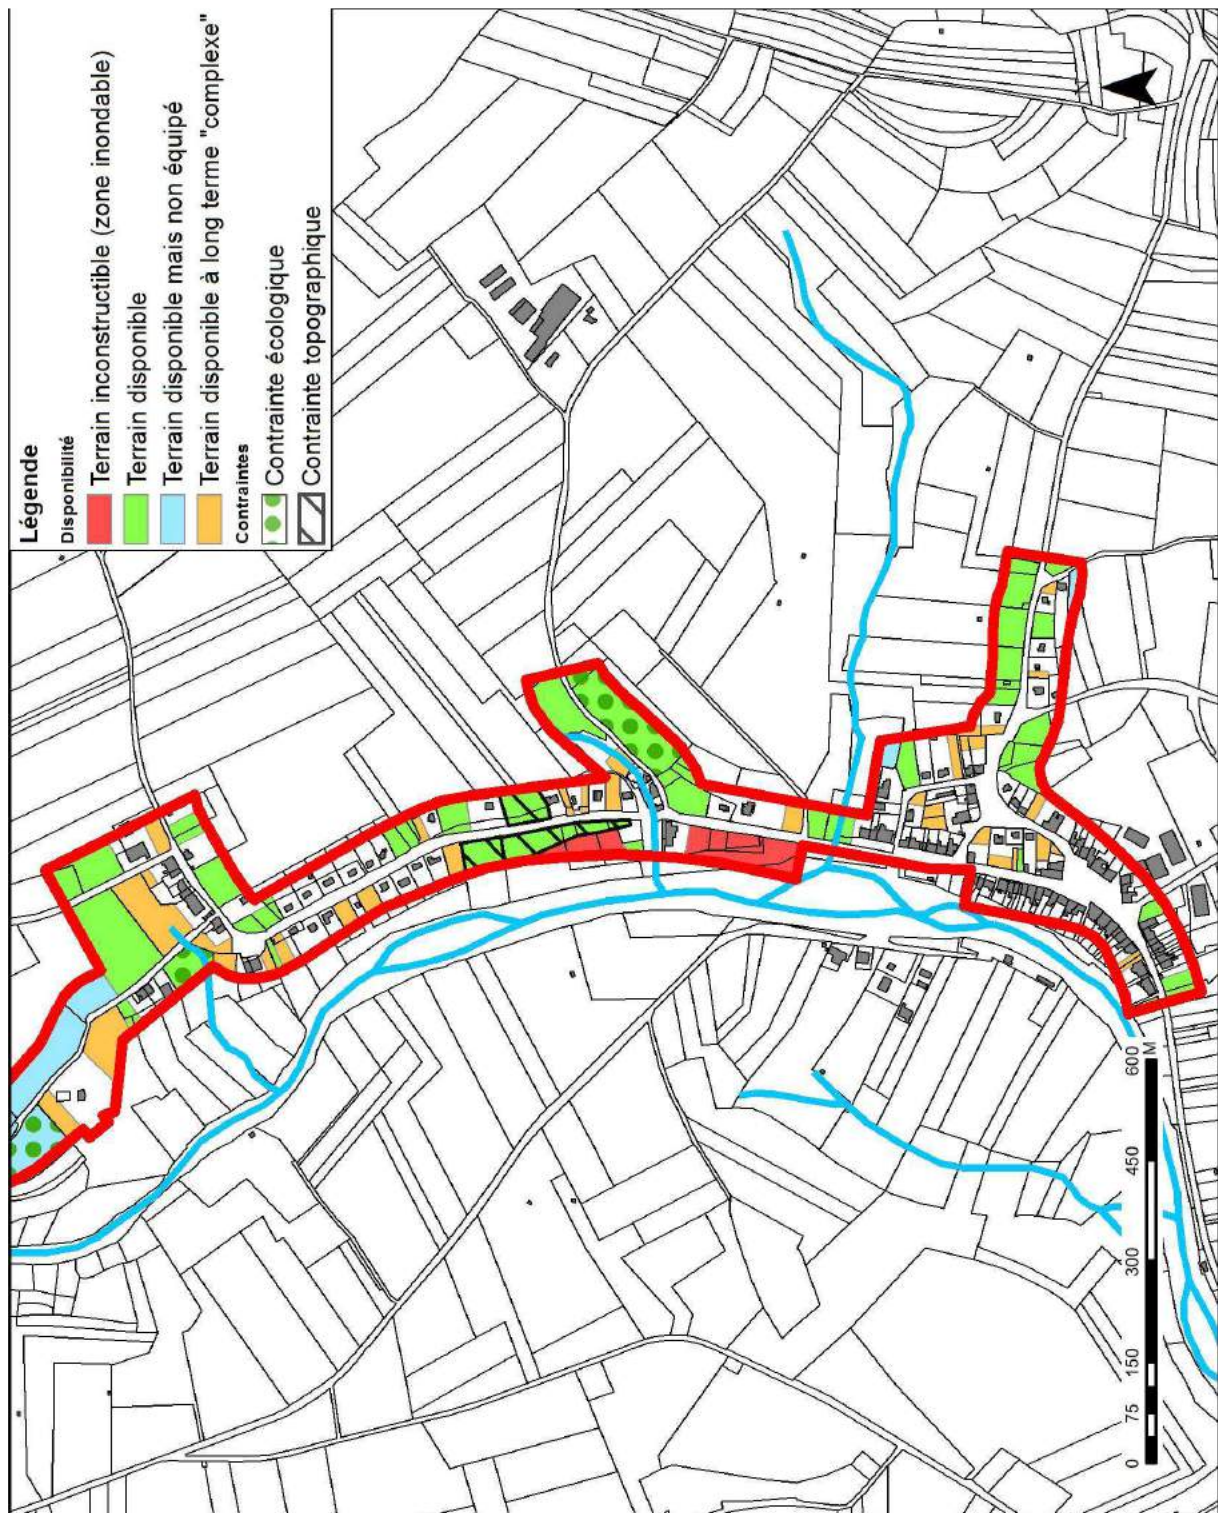 Légende
Disponibilité
Terrain inconstructible (zone inondable)
Terrain disponible
Terrain disponible mais non équipé
Terrain disponible à long terme "complexe"
Contraintes
Contrainte écologique
Contrainte topographique
0 75 150 300 450 600
M